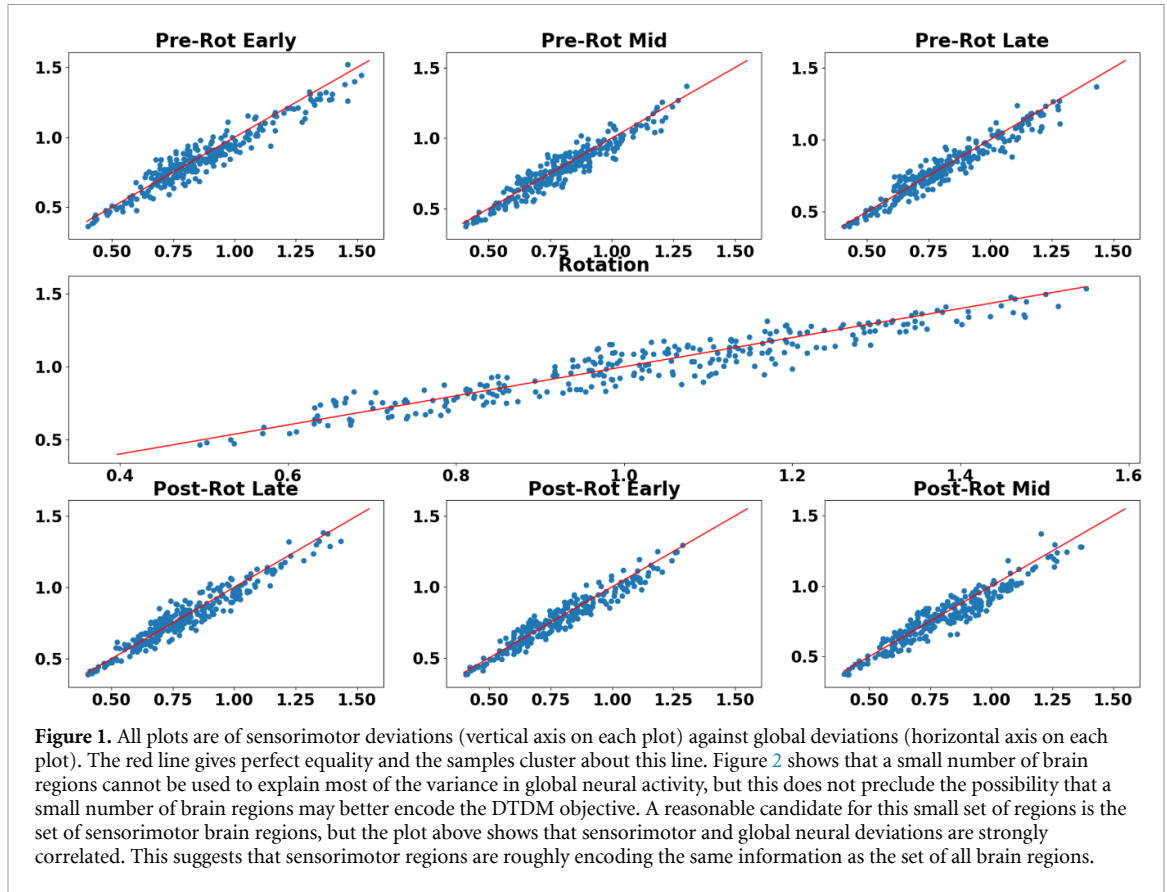 Pre-Rot Early
Pre-Rot Mid
Pre-Rot Late
1.5
1.0
0.5
0.50 0.75 1.00 1.25 1.50
1.5
1.0
0.5
0.50 0.75 1.00 1.25 1.50
1.5
1.0
0.5
0.50 0.75 1.00 1.25 1.50
Rotation
1.5
1.0
0.5
0.4 0.6 0.8 1.0 1.2 1.4 1.6
Post-Rot Late
Post-Rot Early
Post-Rot Mid
1.5
1.0
0.5
0.50 0.75 1.00 1.25 1.50
1.5
1.0
0.5
0.50 0.75 1.00 1.25 1.50
1.5
1.0
0.5
0.50 0.75 1.00 1.25 1.50
Figure 1. All plots are of sensorimotor deviations (vertical axis on each plot) against global deviations (horizontal axis on each
plot). The red line gives perfect equality and the samples cluster about this line. Figure 2 shows that a small number of brain
regions cannot be used to explain most of the variance in global neural activity, but this does not preclude the possibility that a
small number of brain regions may better encode the DTDM objective. A reasonable candidate for this small set of regions is the
set of sensorimotor brain regions, but the plot above shows that sensorimotor and global neural deviations are strongly
correlated. This suggests that sensorimotor regions are roughly encoding the same information as the set of all brain regions.